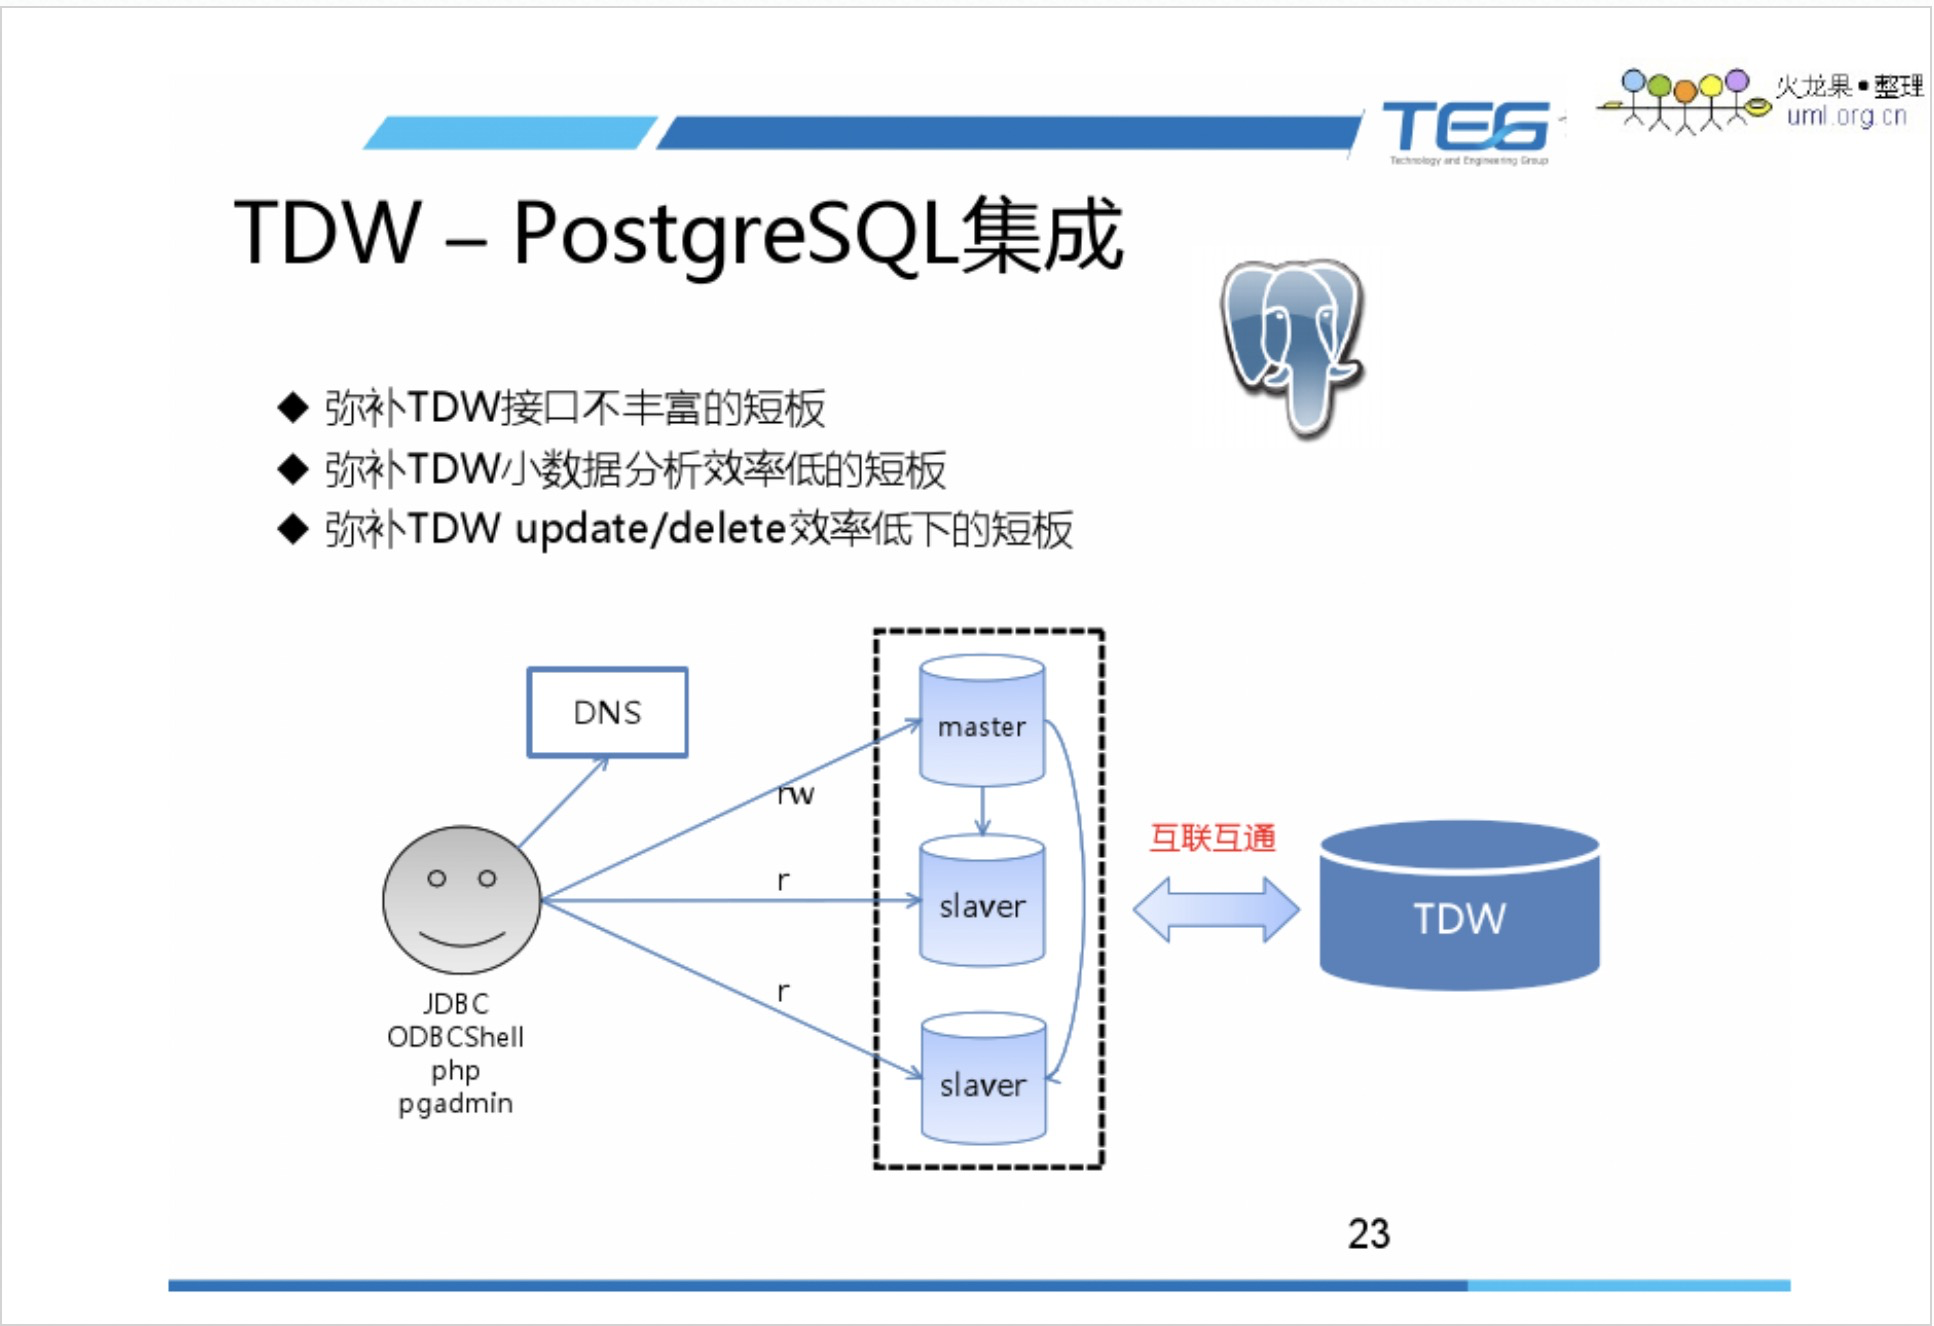 火龙果•整理
uml.org.cn
TEG
Technology and Engineering Group
TDW – PostgreSQL集成
◆ 弥补TDW接口不丰富的短板
◆ 弥补TDW小数据分析效率低的短板
◆ 弥补TDW update/delete效率低下的短板
DNS
master
rw
互联互通
r
slaver
TDW
r
slaver
JDBC
ODBCShell
php
pgadmin
23